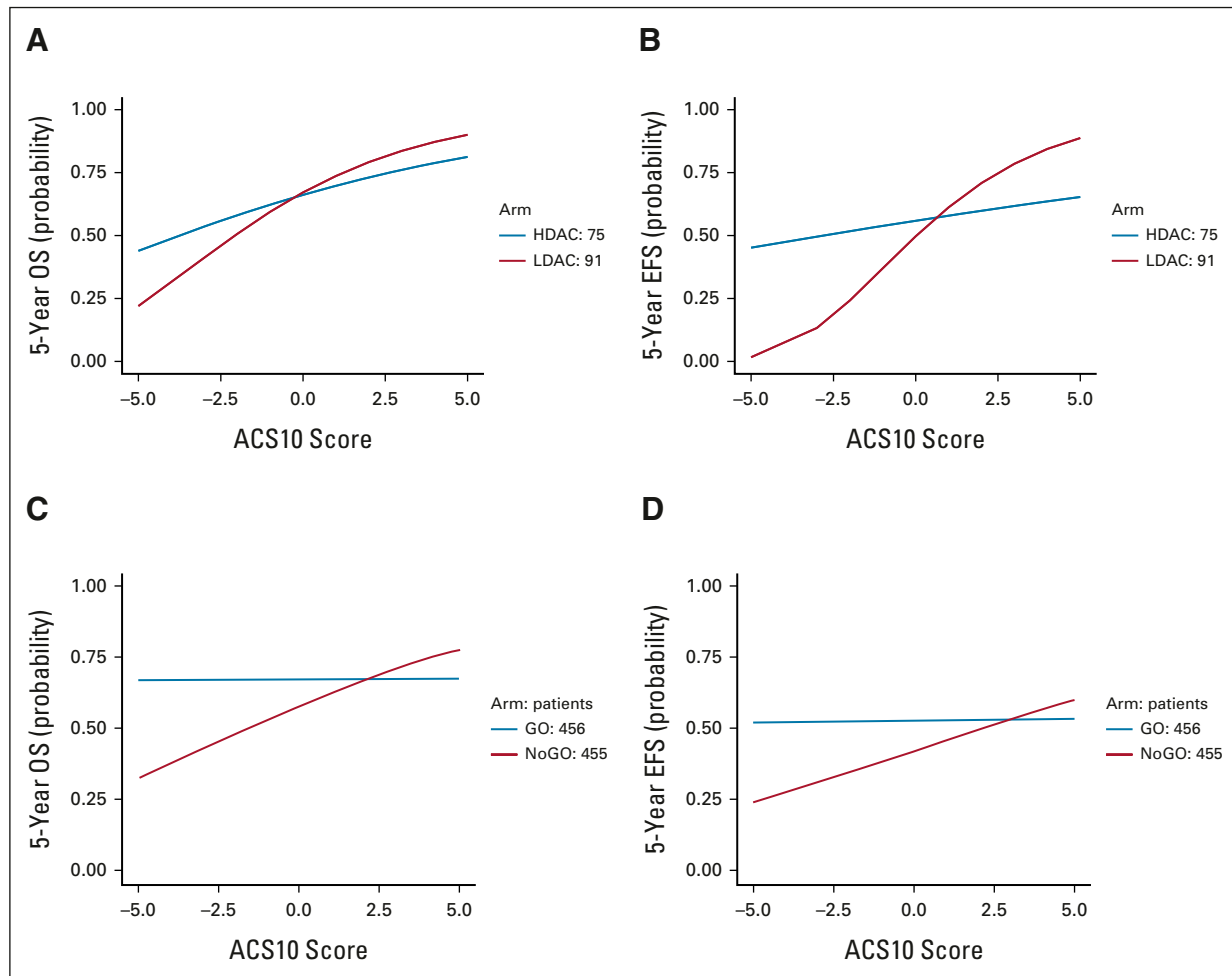 A
5-Year OS (probability)
1.00
0.75
0.50
0.25
0.00
−5.0 −2.5 0.0 2.5 5.0
ACS10 Score
Arm
HDAC: 75
LDAC: 91
B
5-Year EFS (probability)
1.00
0.75
0.50
0.25
0.00
−5.0 −2.5 0.0 2.5 5.0
ACS10 Score
Arm
HDAC: 75
LDAC: 91
C
5-Year OS (probability)
1.00
0.75
0.50
0.25
0.00
−5.0 −2.5 0.0 2.5 5.0
ACS10 Score
Arm: patients
GO: 456
NoGO: 455
D
5-Year EFS (probability)
1.00
0.75
0.50
0.25
0.00
−5.0 −2.5 0.0 2.5 5.0
ACS10 Score
Arm: patients
GO: 456
NoGO: 455